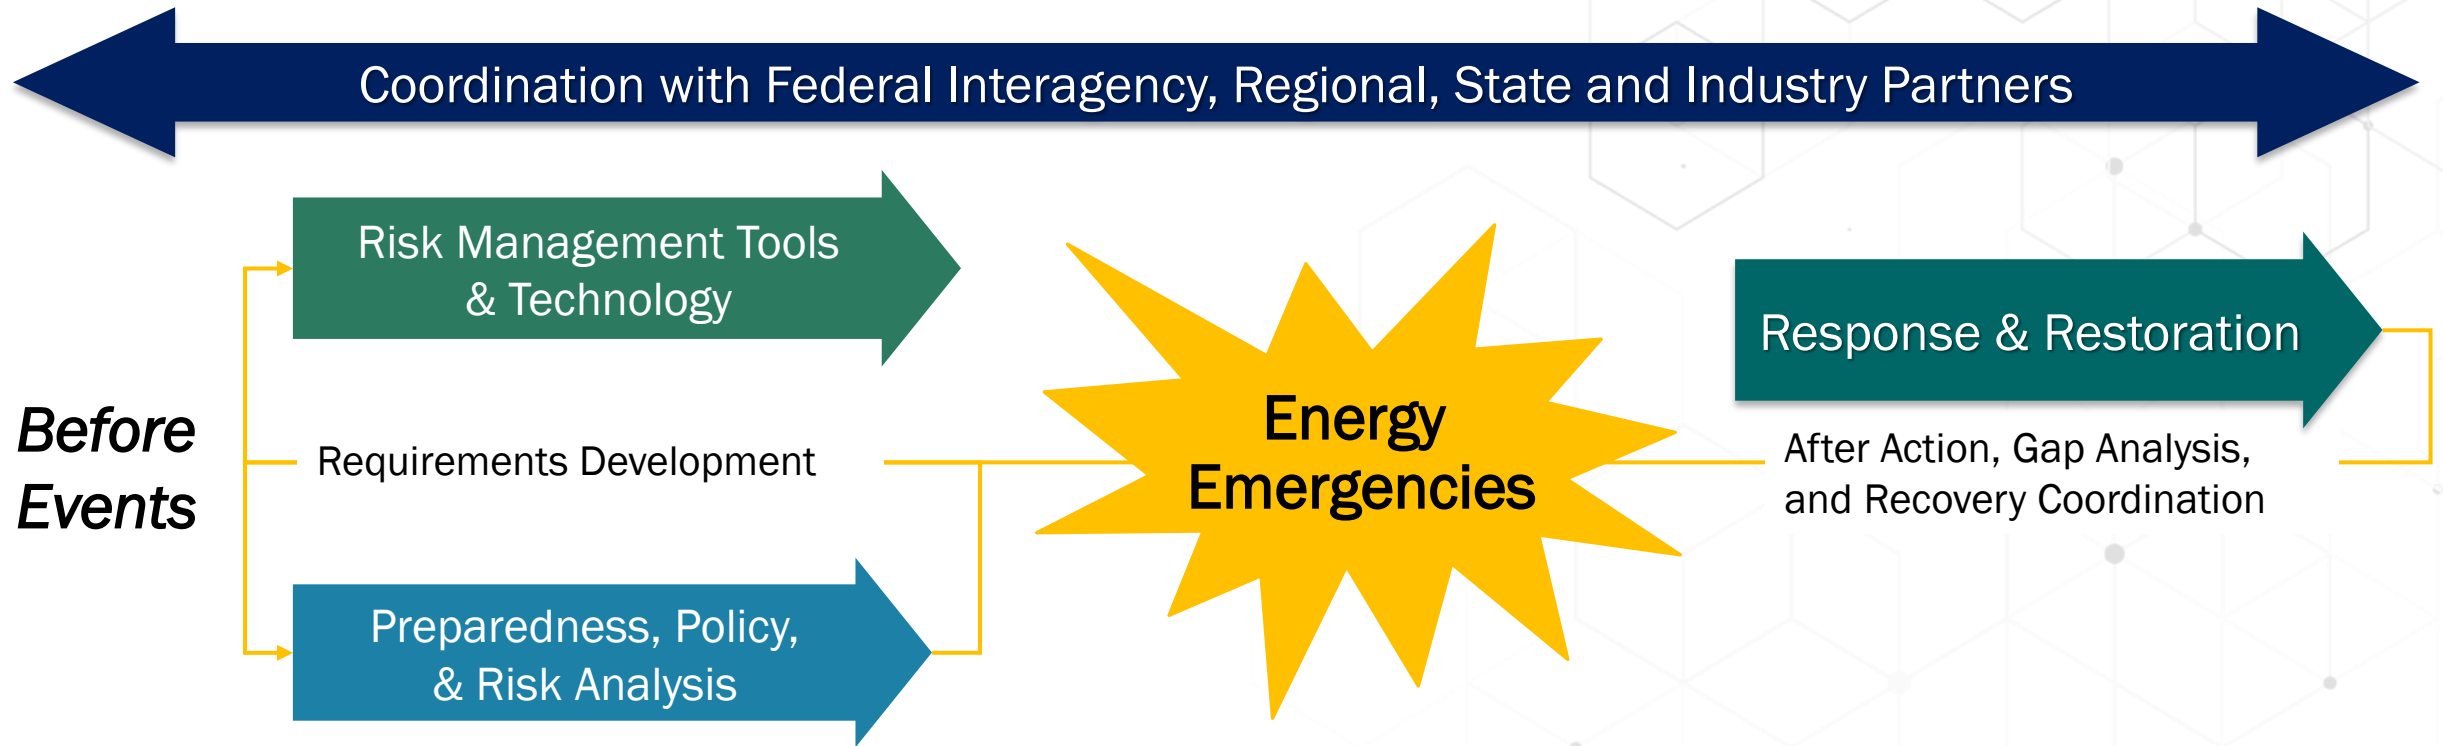 Coordination with Federal Interagency, Regional, State and Industry Partners
Risk Management Tools
& Technology
Before
Events
Requirements Development
Preparedness, Policy,
& Risk Analysis
Energy
Emergencies
Response & Restoration
After Action, Gap Analysis,
and Recovery Coordination